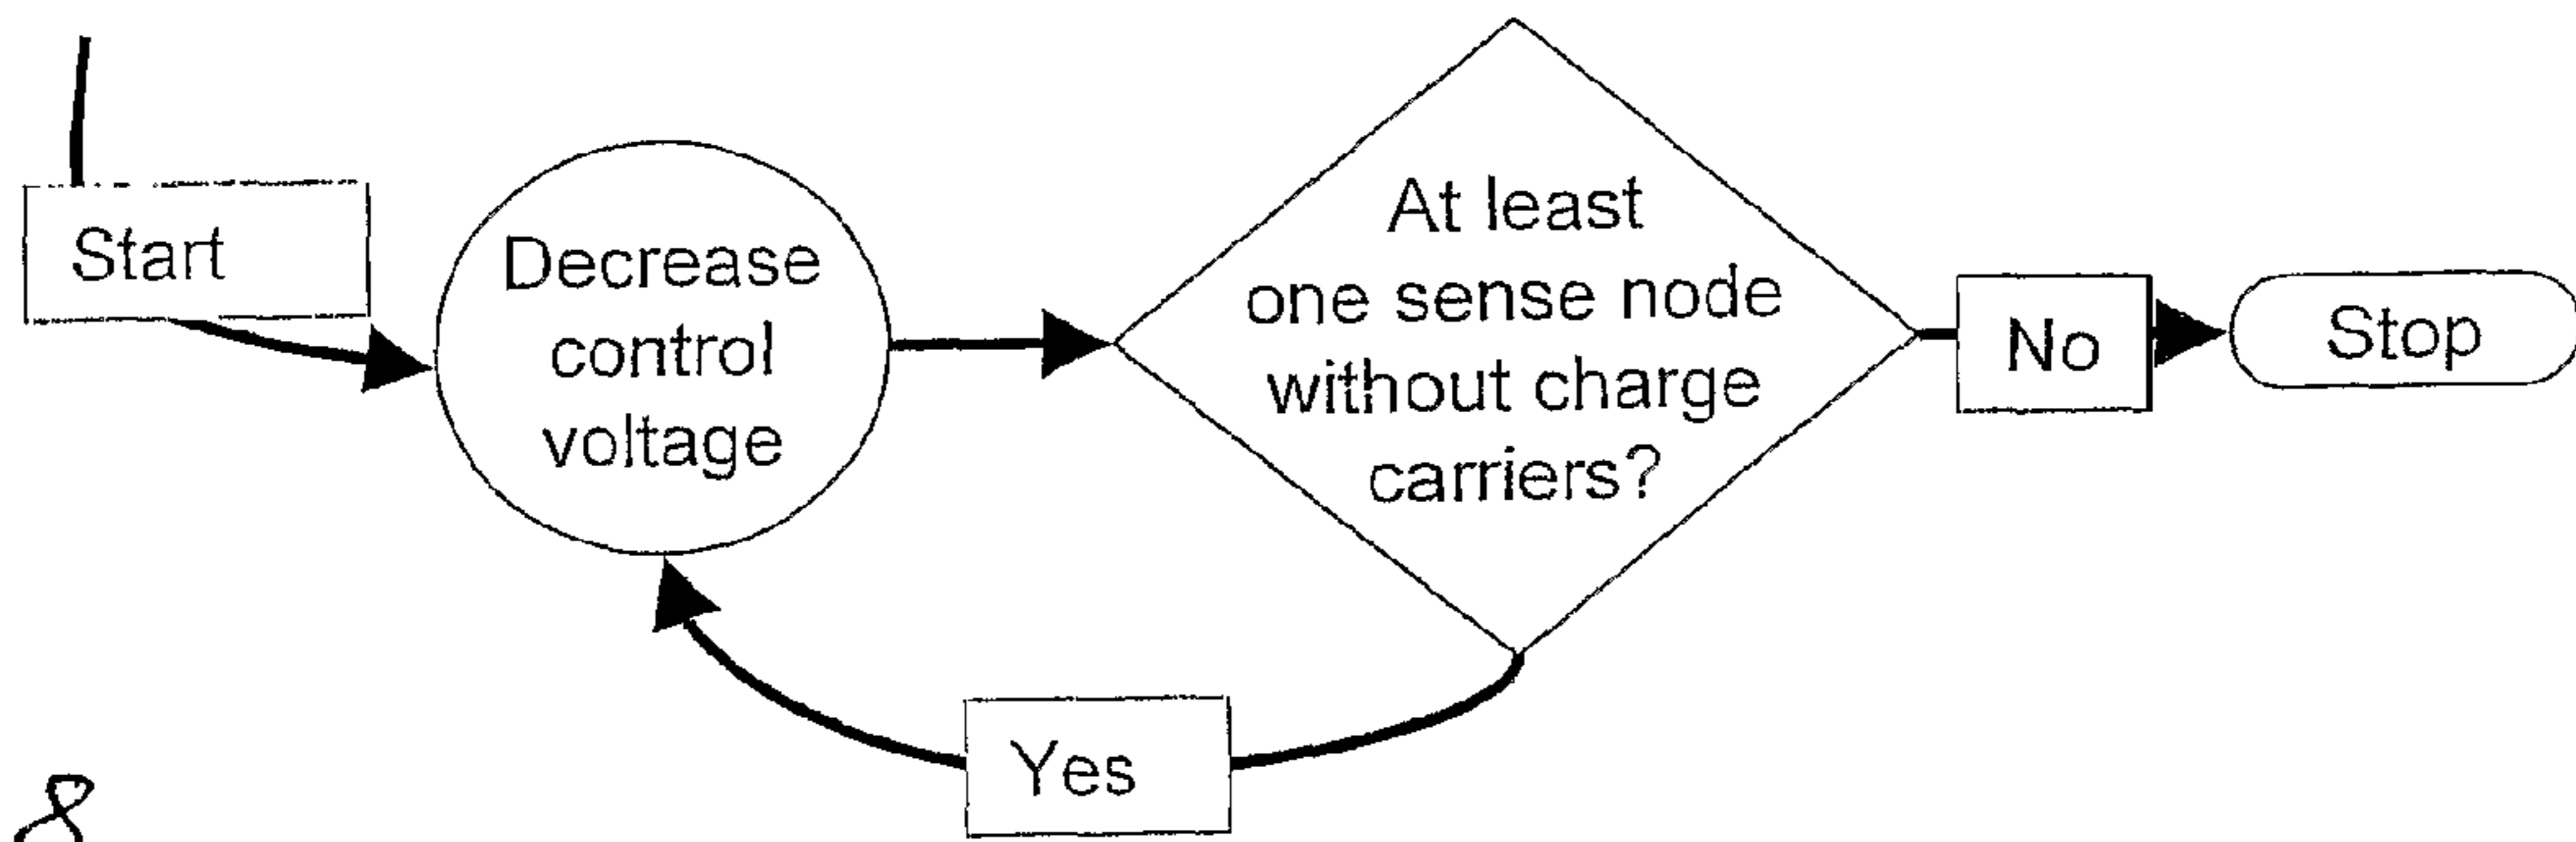 Start
Decrease
control
voltage
At least
one sense node
without charge
carriers?
No
Stop
Yes
8